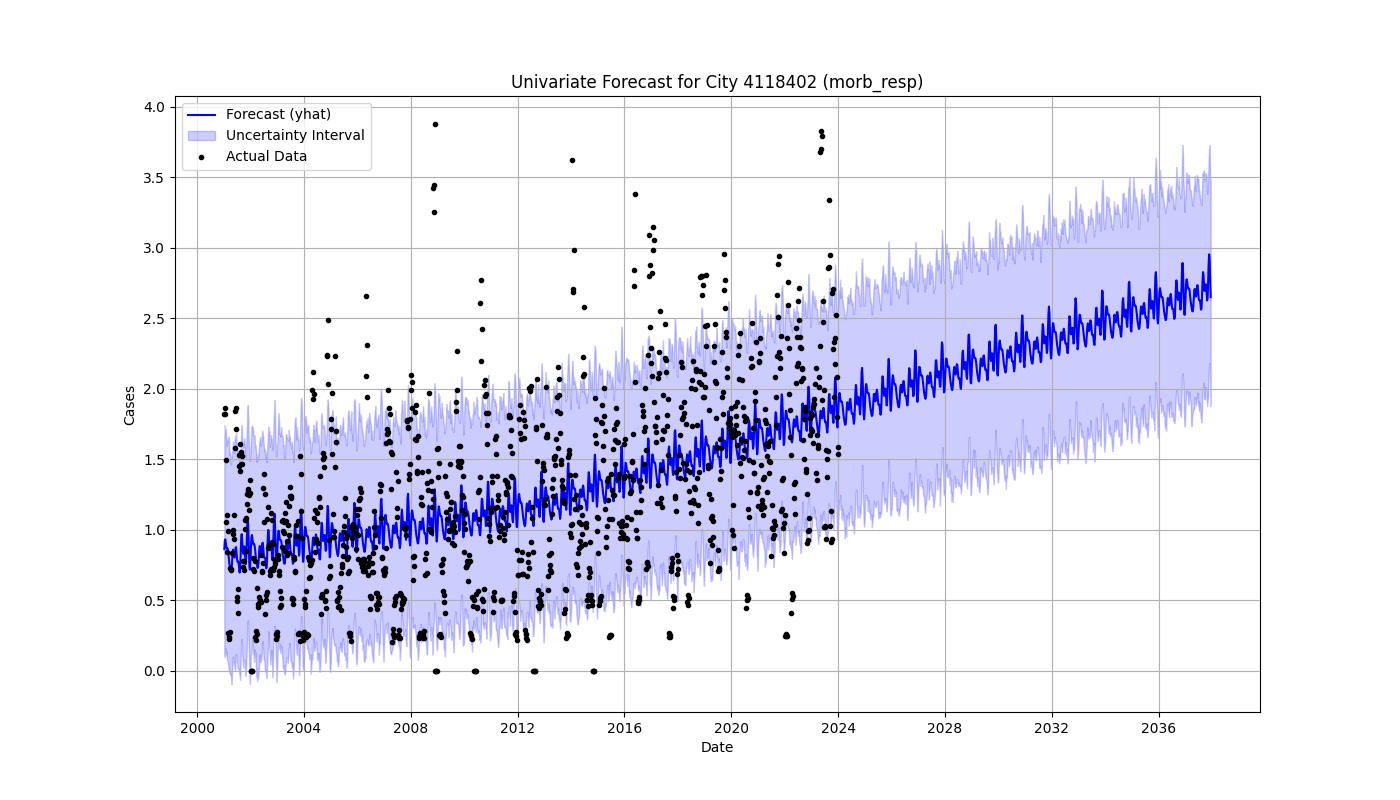 Univariate Forecast for City 4118402 (morb_resp)
Forecast (yhat)
Uncertainty Interval
Actual Data
Cases
4.0
3.5
3.0
2.5
2.0
1.5
1.0
0.5
0.0
2000 2004 2008 2012 2016 2020 2024 2028 2032 2036
Date